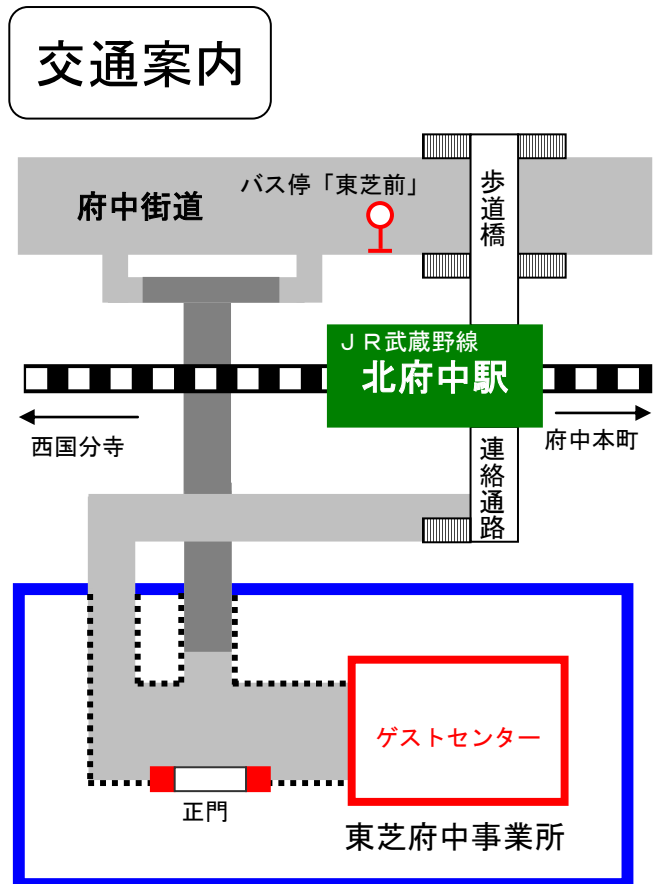 交通案内
バス停「東芝前」
府中街道
歩道橋
ＪＲ武蔵野線
北府中駅
西国分寺
府中本町
連絡通路
ゲストセンター
正門
東芝府中事業所